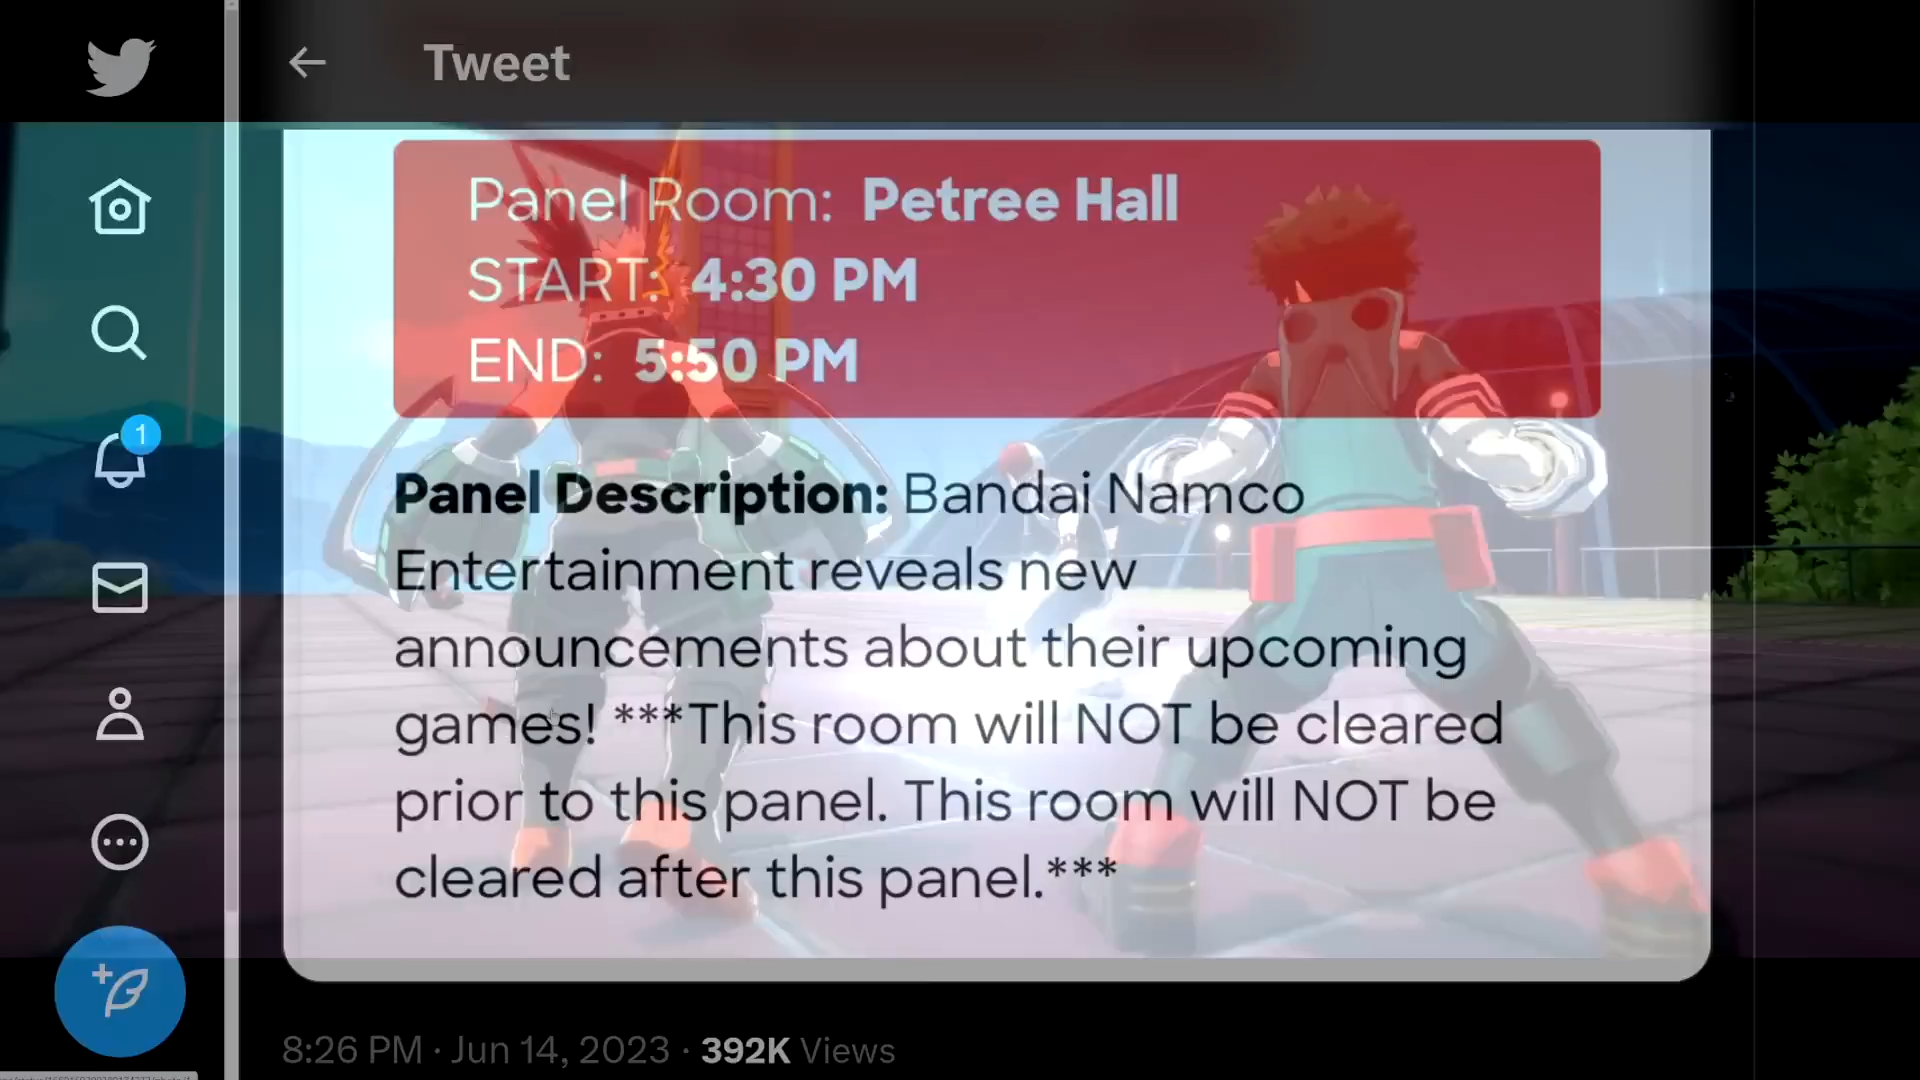 Tweet
Panel Room: Petree Hall
START: 4:30 PM
END: 5:50 PM
1
Panel Description: Bandai Namco
Entertainment reveals new
announcements about their upcoming
games! ***This room will NOT be cleared
prior to this panel. This room will NOT be
cleared after this panel.***
8:26 PM · Jun 14, 2023 · 392K Views